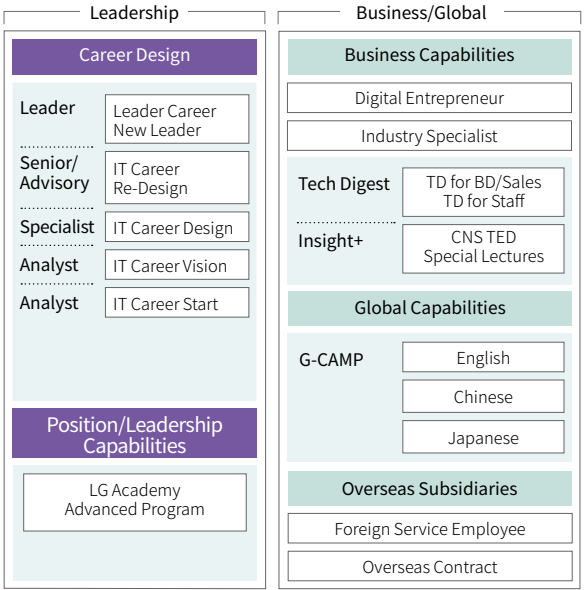 Leadership
Career Design
Leader
Leader Career
New Leader
Senior/
Advisory
IT Career
Re-Design
Specialist
IT Career Design
Analyst
IT Career Vision
Analyst
IT Career Start
Position/Leadership
Capabilities
LG Academy
Advanced Program
Business/Global
Business Capabilities
Digital Entrepreneur
Industry Specialist
Tech Digest
TD for BD/Sales
TD for Staff
Insight+
CNS TED
Special Lectures
Global Capabilities
G-CAMP
English
Chinese
Japanese
Overseas Subsidiaries
Foreign Service Employee
Overseas Contract